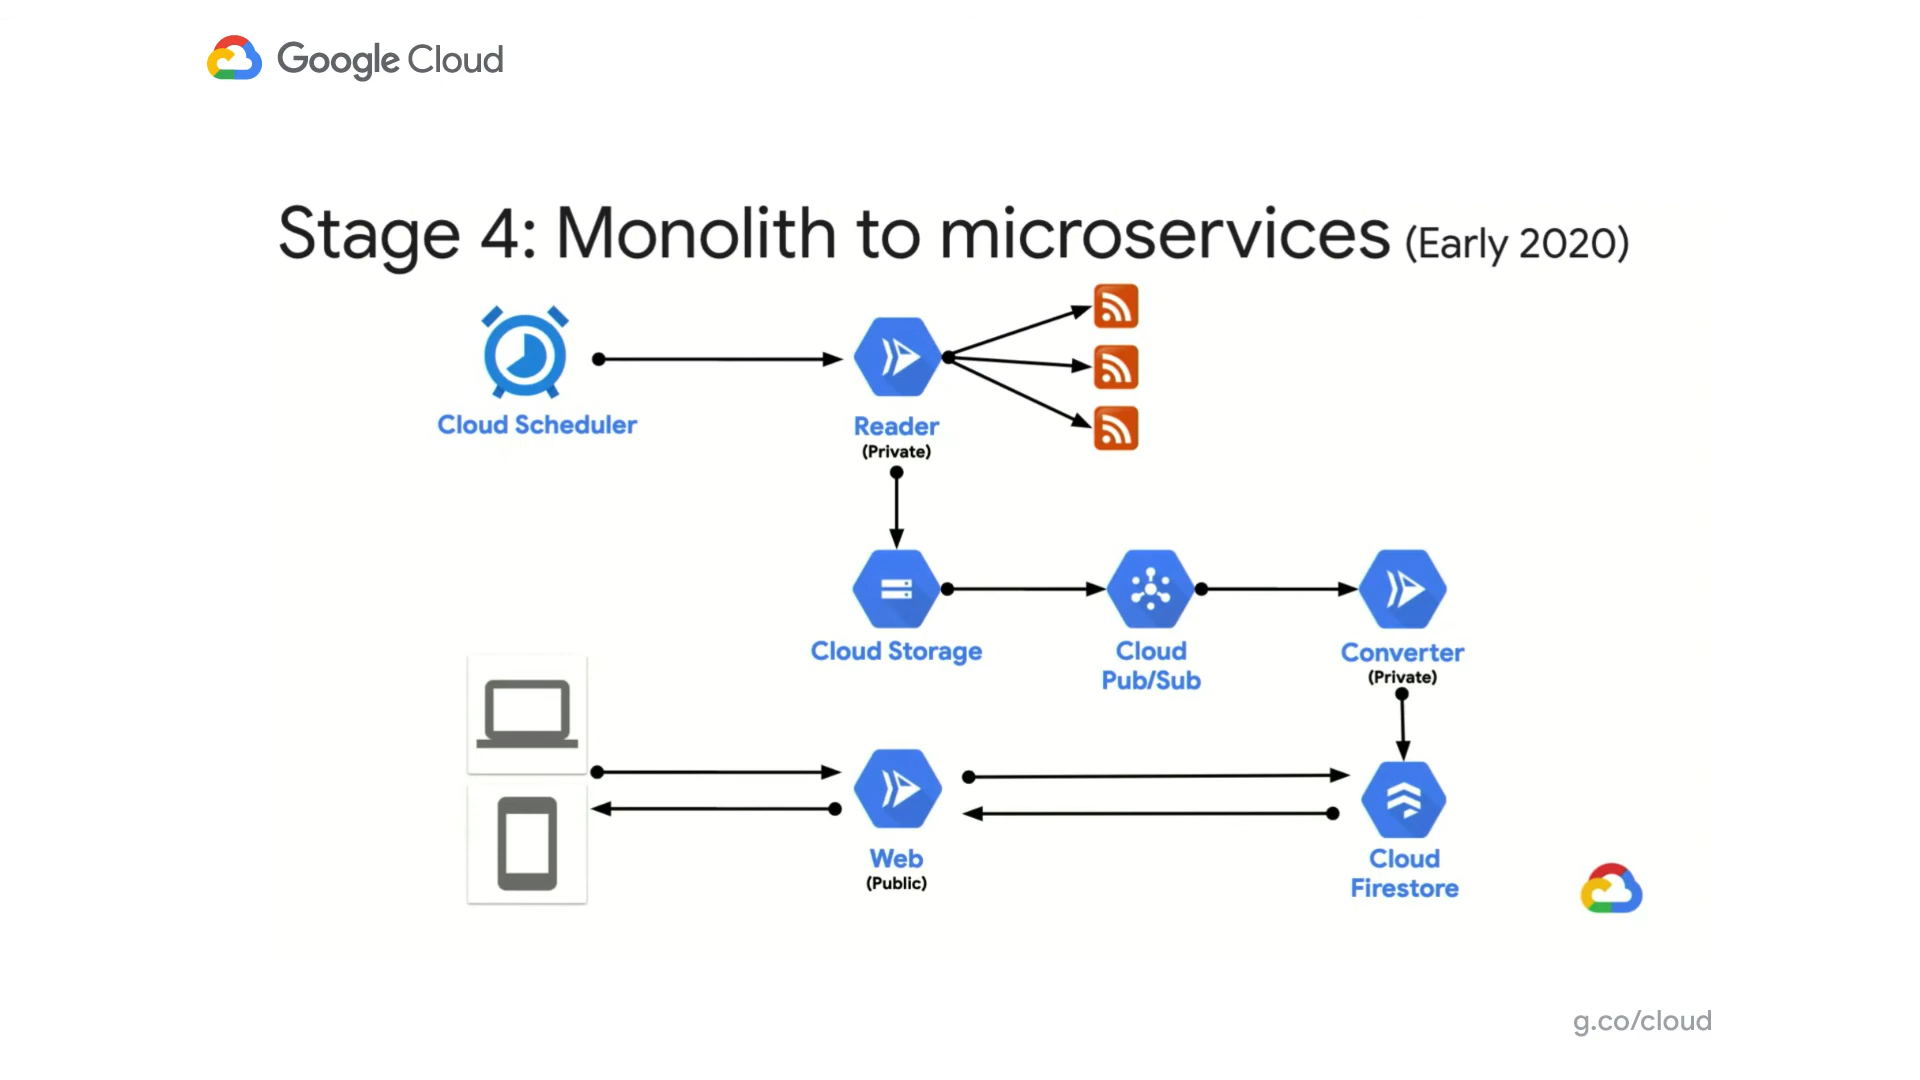 Google Cloud
Stage 4: Monolith to microservices (Early 2020)
Cloud Scheduler
Reader
(Private)
Cloud Storage
Cloud
Pub/Sub
Converter
(Private)
Web
(Public)
Cloud
Firestore
g.co/cloud